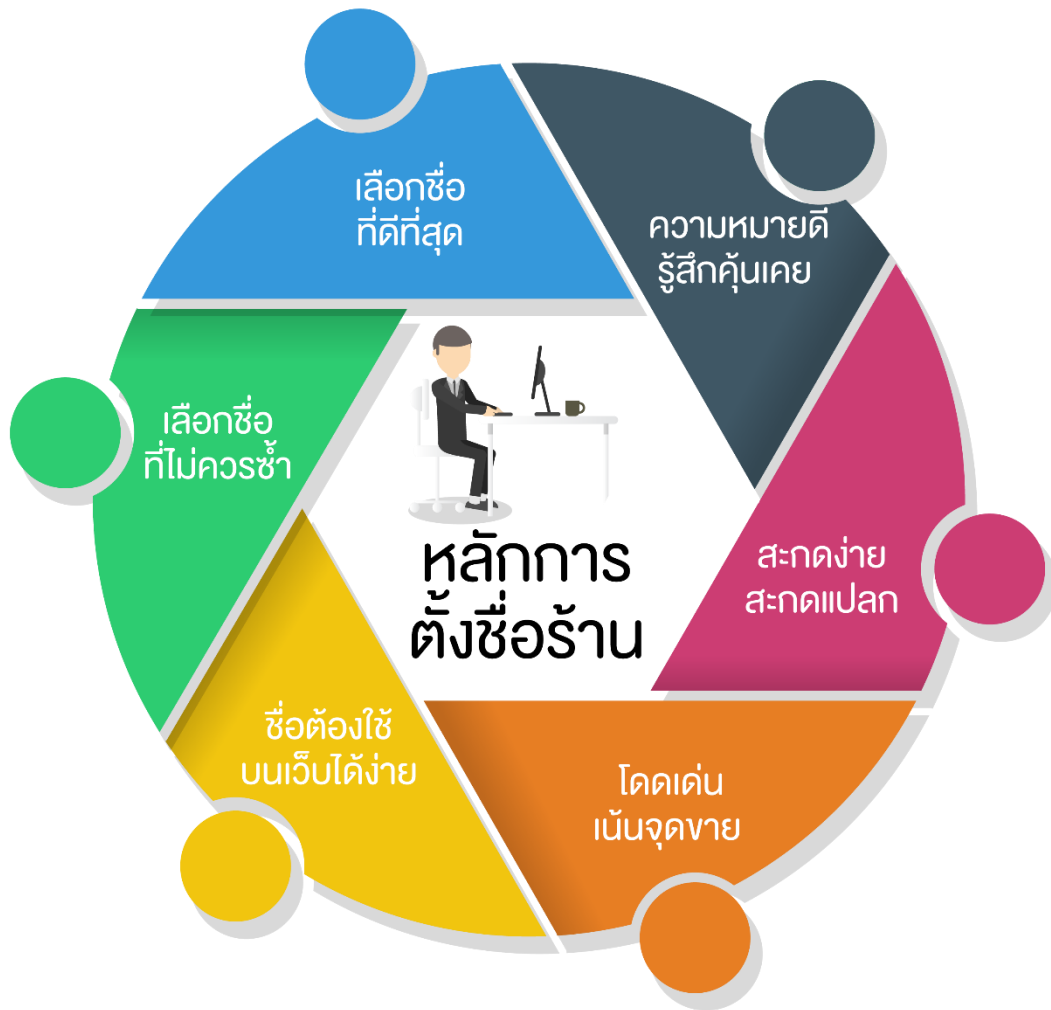 เลือกชื่อ
ที่ดีที่สุด
ความหมายดี
รู้สึกคุ้นเคย
สะกดง่าย
สะกดแปลก
โดดเด่น
เน้นจุดขาย
ชื่อต้องใช้
บนเว็บได้ง่าย
เลือกชื่อ
ที่ไม่ควรซ้ำ
หลักการ
ตั้งชื่อร้าน